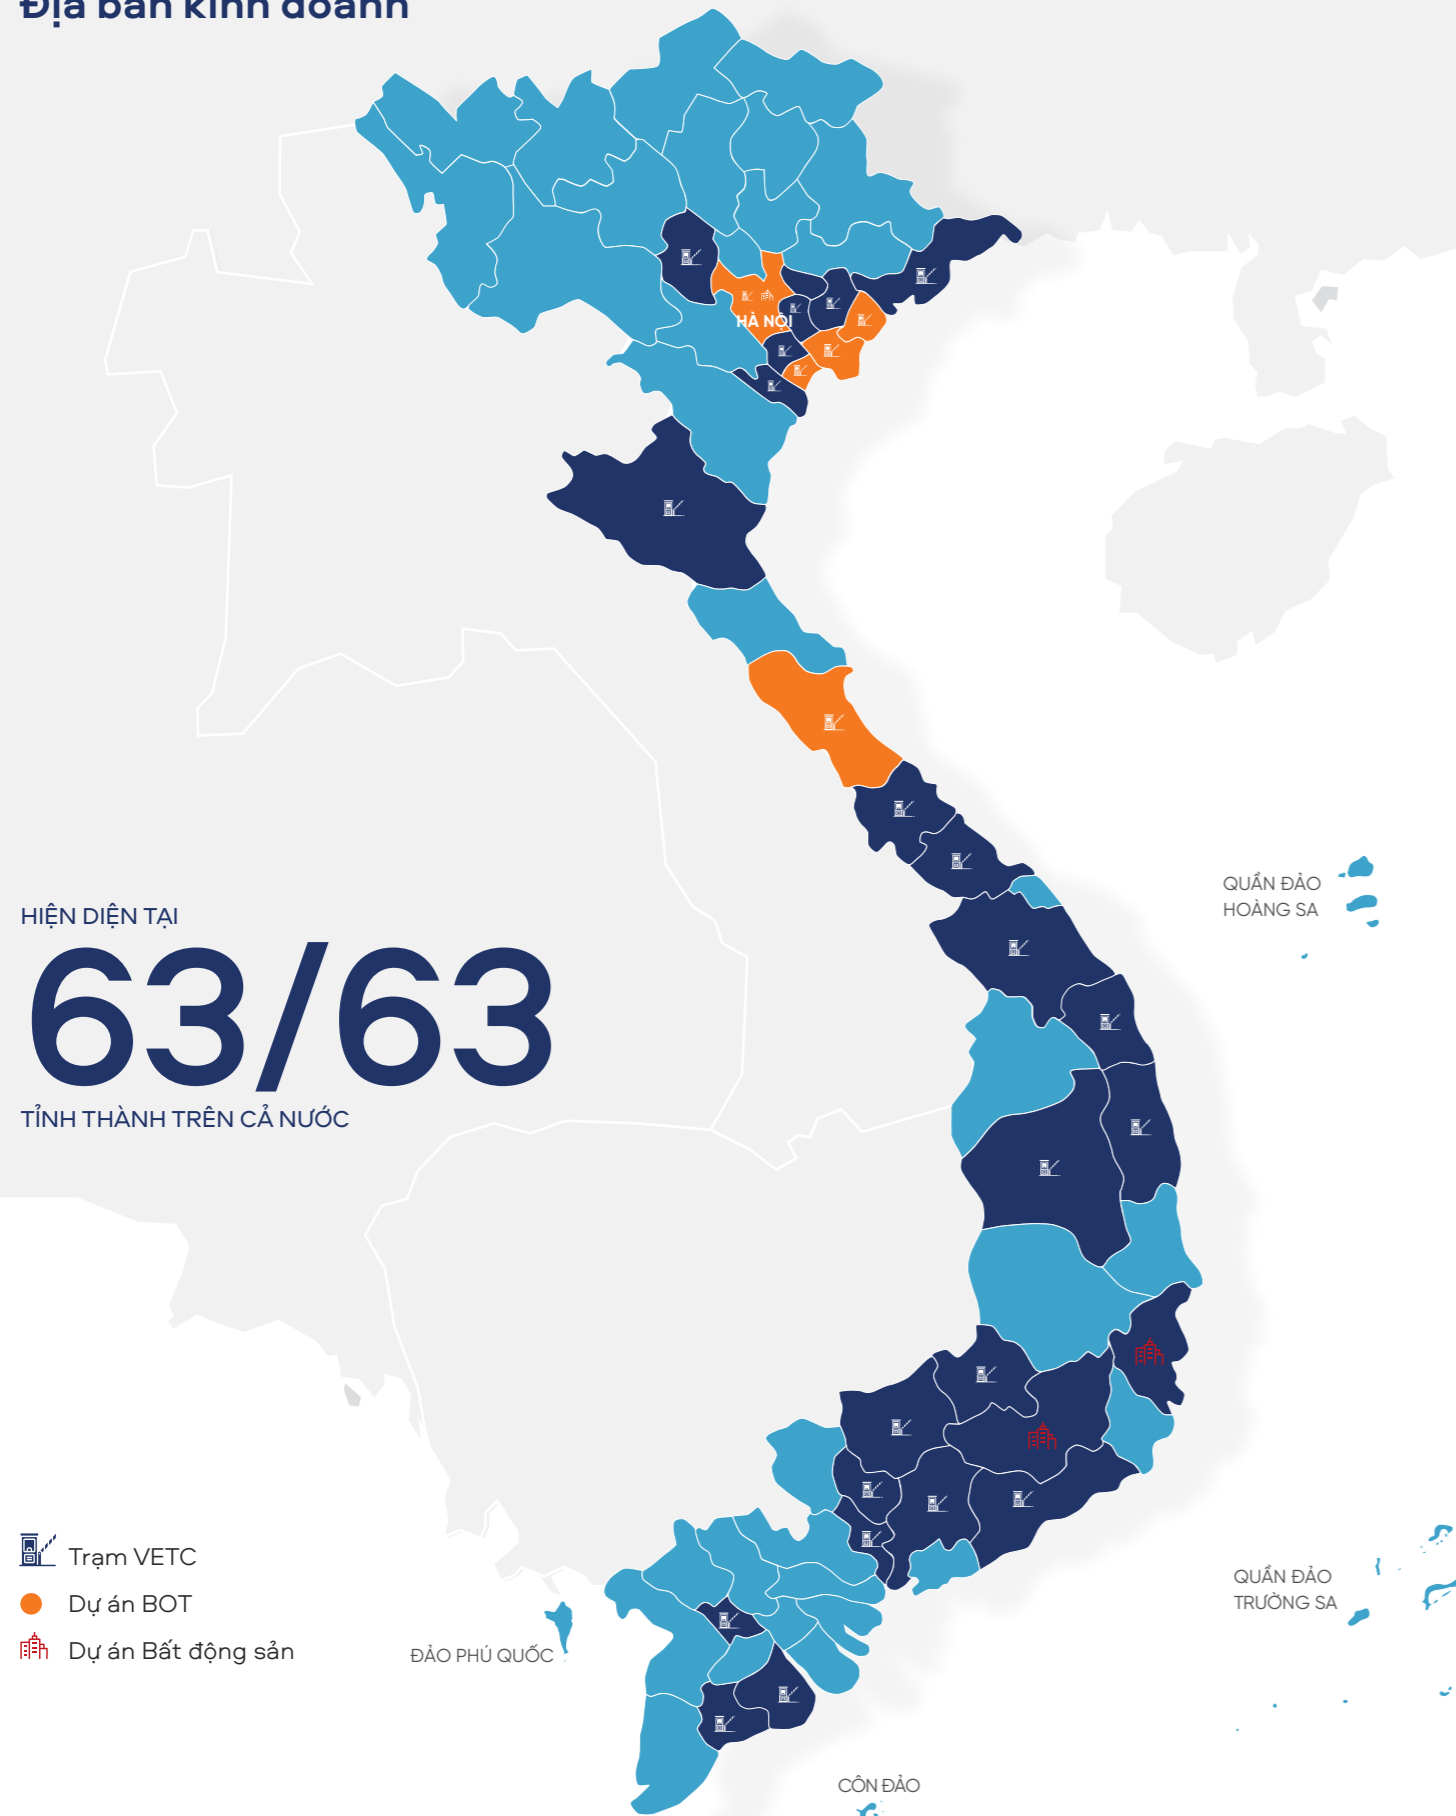 Địa bàn kinh doanh
HÀ NỘI
HIỆN DIỆN TẠI
63/63
TỈNH THÀNH TRÊN CẢ NƯỚC
QUẦN ĐẢO
HOÀNG SA
Trạm VETC
Dự án BOT
Dự án Bất động sản
ĐẢO PHÚ QUỐC
QUẦN ĐẢO
TRƯỜNG SA
CÔN ĐẢO